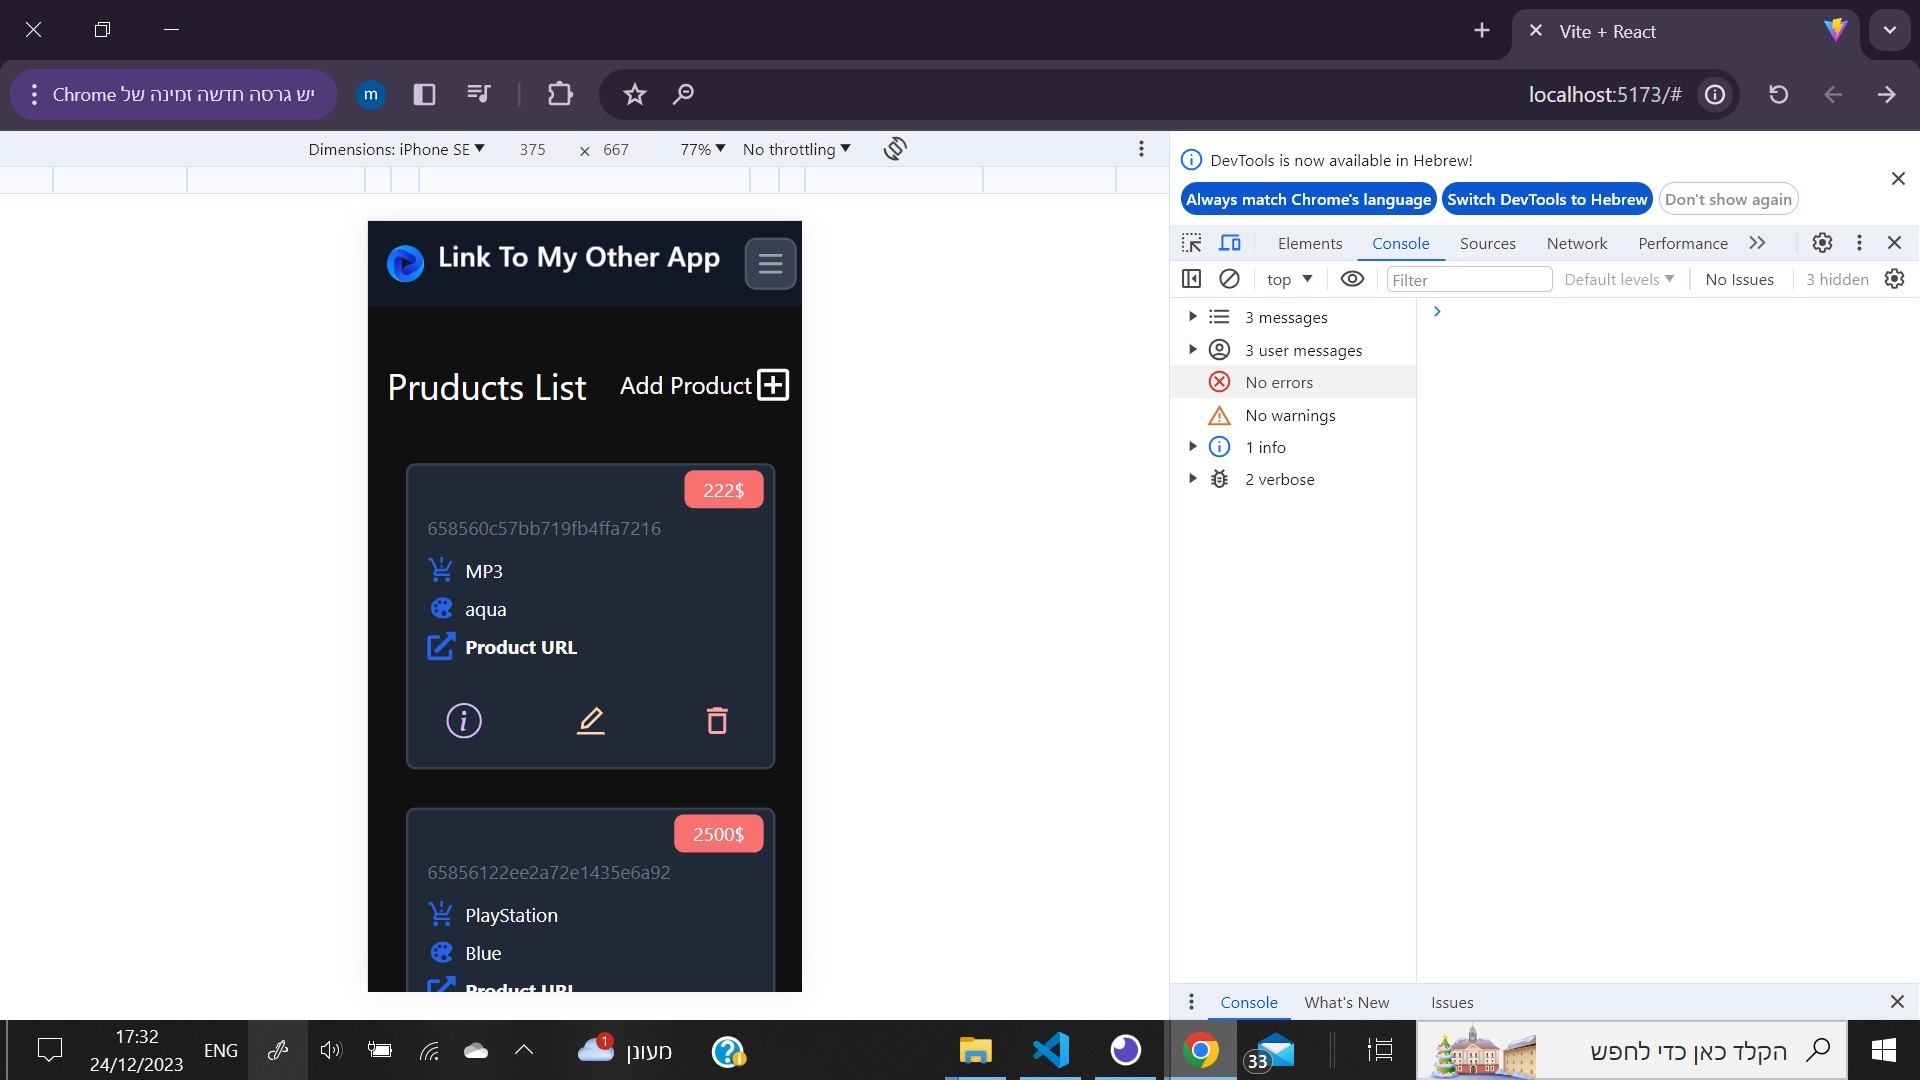 Vite + React
יש גרסה חדשה זמינה של Chrome
m
localhost:5173/#
Dimensions: iPhone SE
375
×
667
77%
No throttling
DevTools is now available in Hebrew!
Always match Chrome's language
Switch DevTools to Hebrew
Don't show again
Elements
Console
Sources
Network
Performance
top
Filter
Default levels
No Issues
3 hidden
3 messages
3 user messages
No errors
No warnings
1 info
2 verbose
Link To My Other App
Pruducts List
Add Product
222$
658560c57bb719fb4ffa7216
MP3
aqua
Product URL
2500$
65856122ee2a72e1435e6a92
PlayStation
Blue
Product URL
Console
What's New
Issues
17:32
24/12/2023
ENG
1
מעונן
33
הקלד כאן כדי לחפש